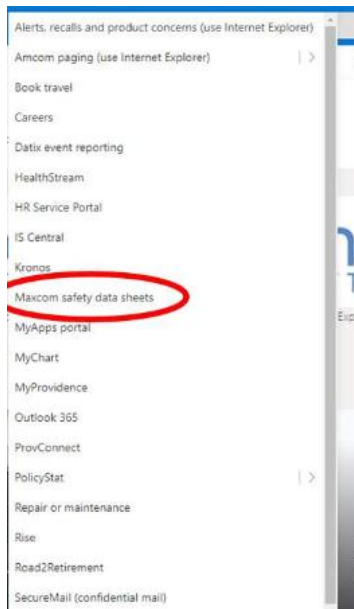 Alerts, recalls and product concerns (use Internet Explorer)
Amcom paging (use Internet Explorer)
Book travel
Careers
Datix event reporting
HealthStream
HR Service Portal
IS Central
Kronos
Maxcom safety data sheets
MyApps portal
MyChart
MyProvidence
Outlook 365
ProvConnect
PolicyStat
Repair or maintenance
Rise
Road2Retirement
SecureMail (confidential mail)